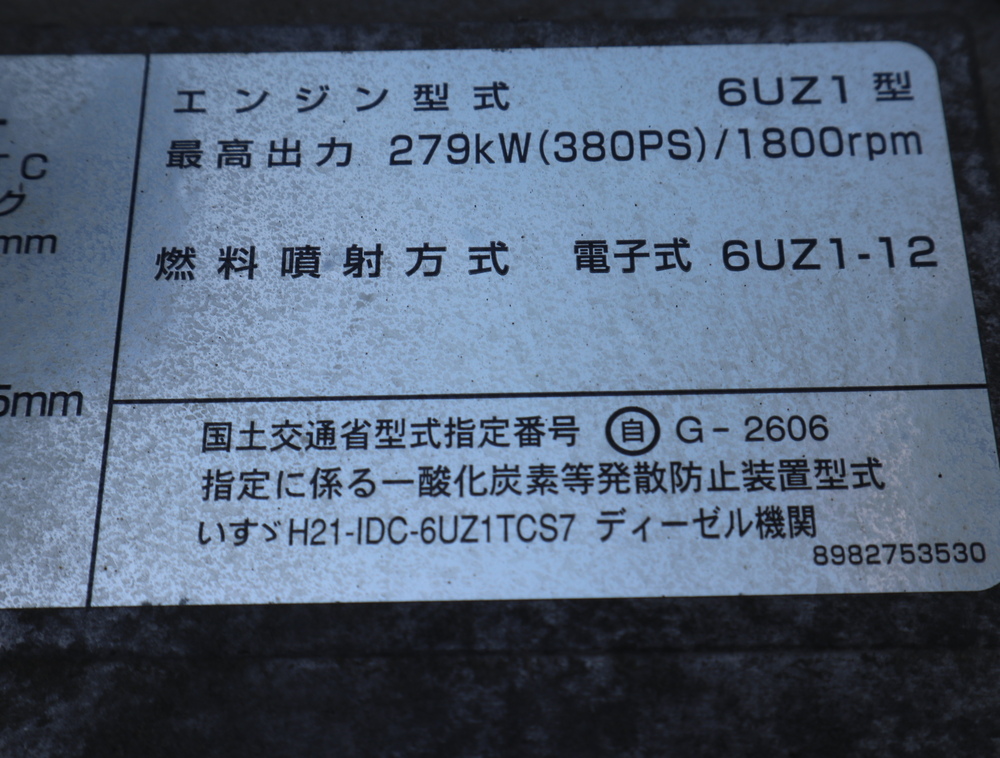 エンジン型式 6UZ1型
最高出力 279kW(380PS)/1800rpm
燃料噴射方式 電子式 6UZ1-12
国土交通省型式指定番号 自 G-2606
指定に係る一酸化炭素等発散防止装置型式
いすゞH21-IDC-6UZ1TCS7 ディーゼル機関
8982753530
C
ク
mm
5mm